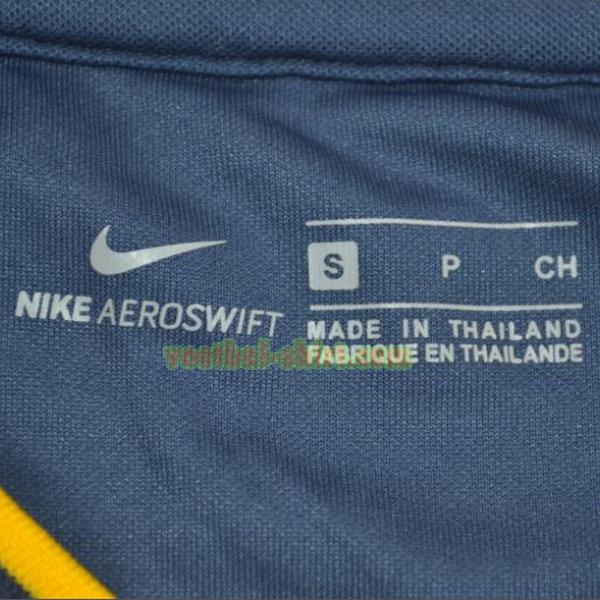 NIKE AEROSWIFT
S P CH
MADE IN THAILAND
FABRIQUE EN THAILANDE
voetbal-shirt.com